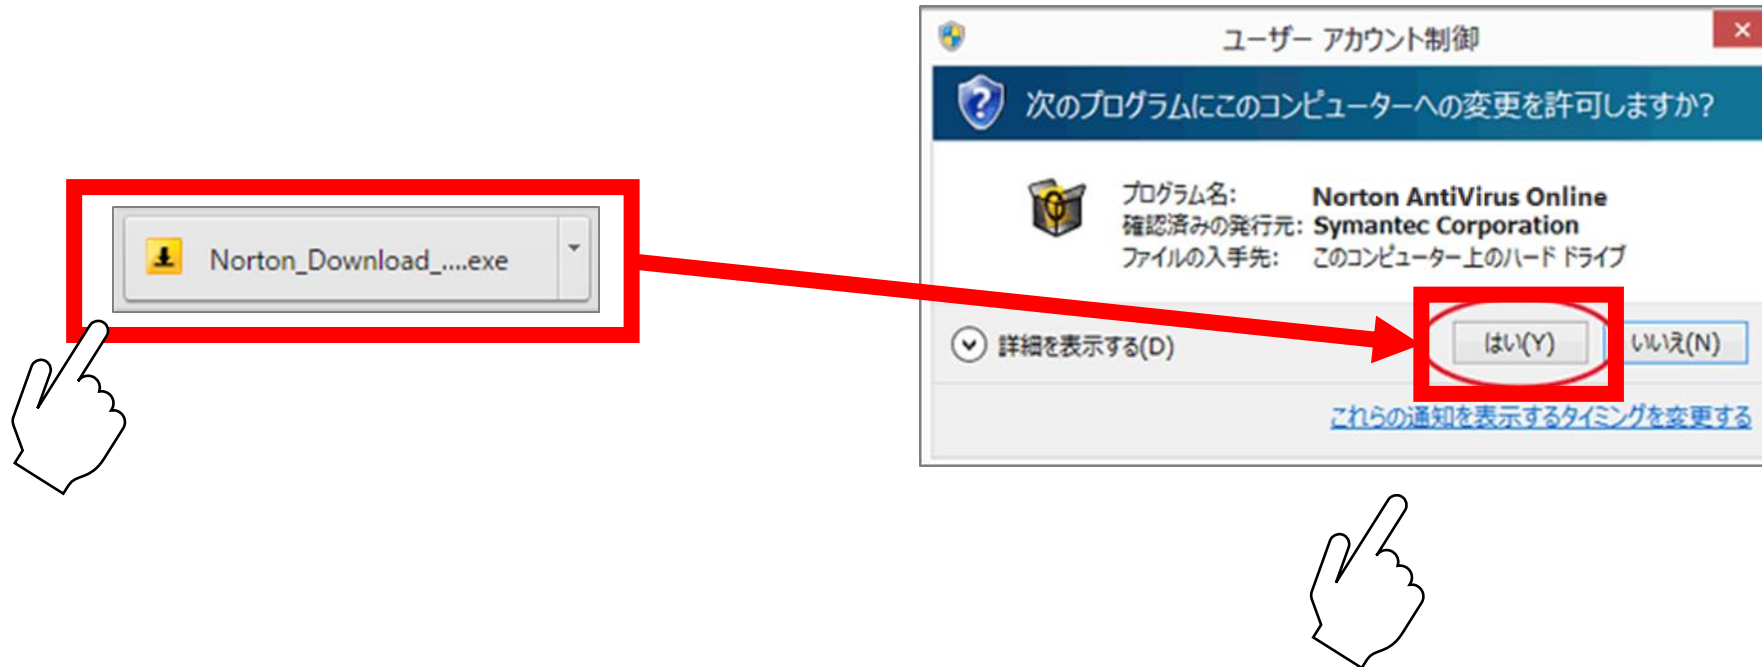 Norton_Download_....exe
ユーザー アカウント制御
次のプログラムにこのコンピューターへの変更を許可しますか?
プログラム名: Norton AntiVirus Online
確認済みの発行元: Symantec Corporation
ファイルの入手先: このコンピューター上のハード ドライブ
詳細を表示する(D) はい(Y) いいえ(N)
これらの通知を表示するタイミングを変更する